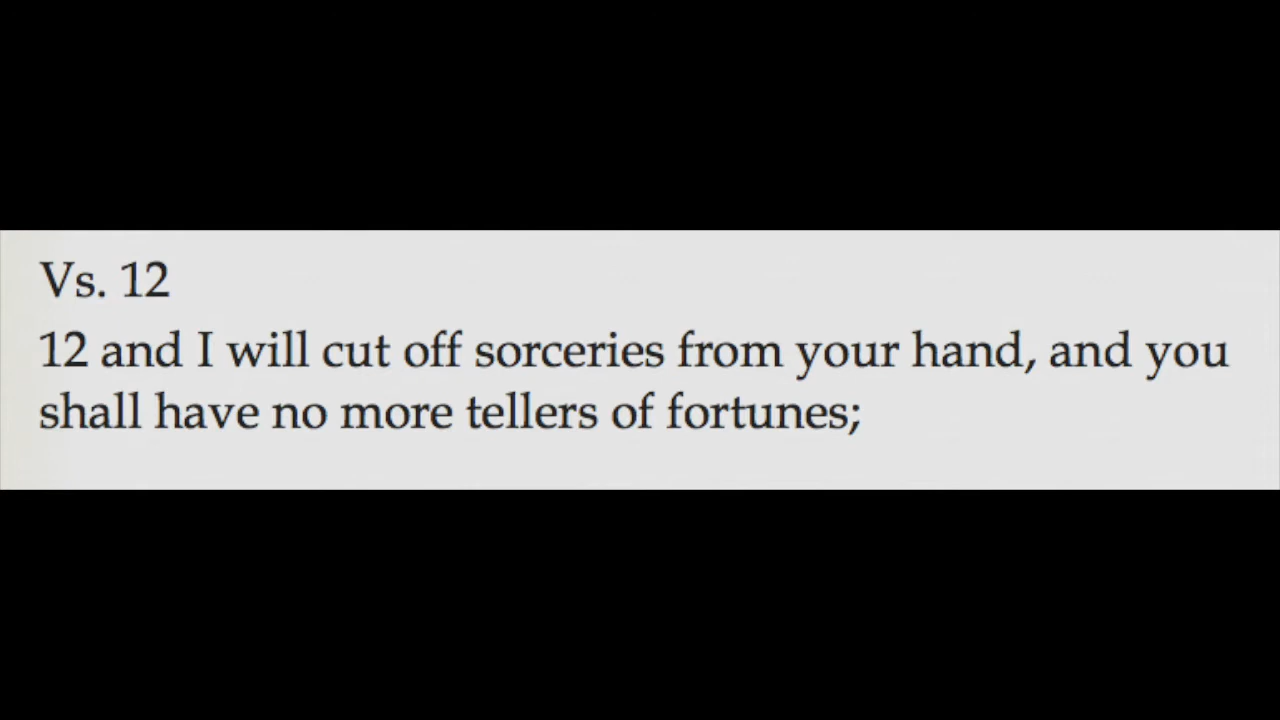 Vs. 12
12 and I will cut off sorceries from your hand, and you
shall have no more tellers of fortunes;